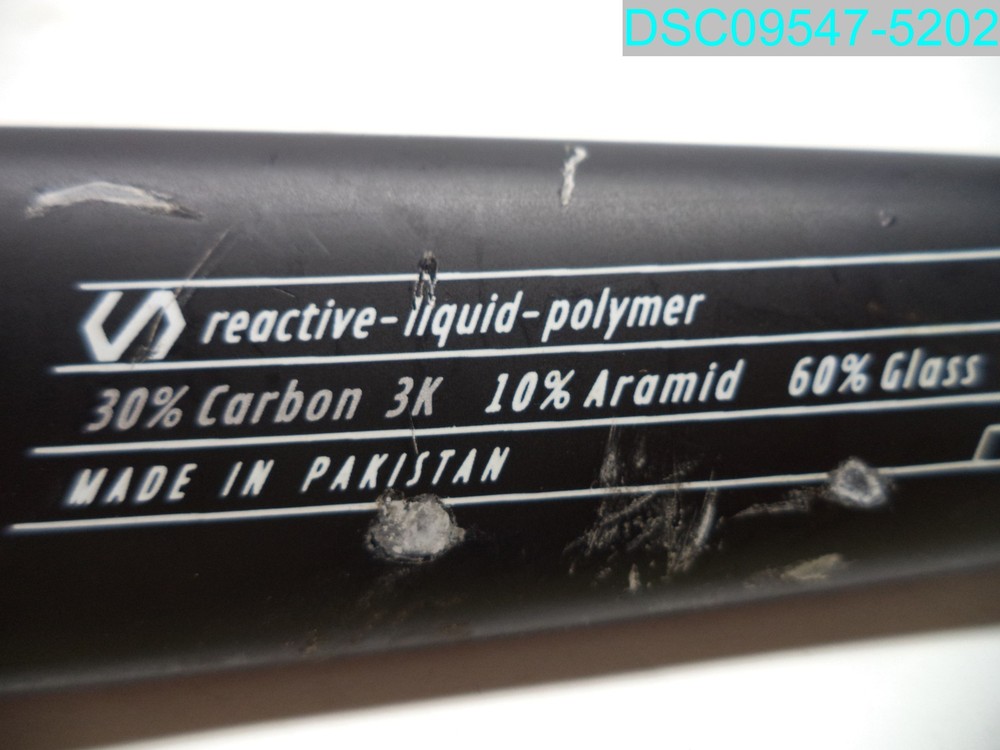 DSC09547-5202
reactive-liquid-polymer
30% Carbon 3K 10% Aramid 60% Glass
MADE IN PAKISTAN